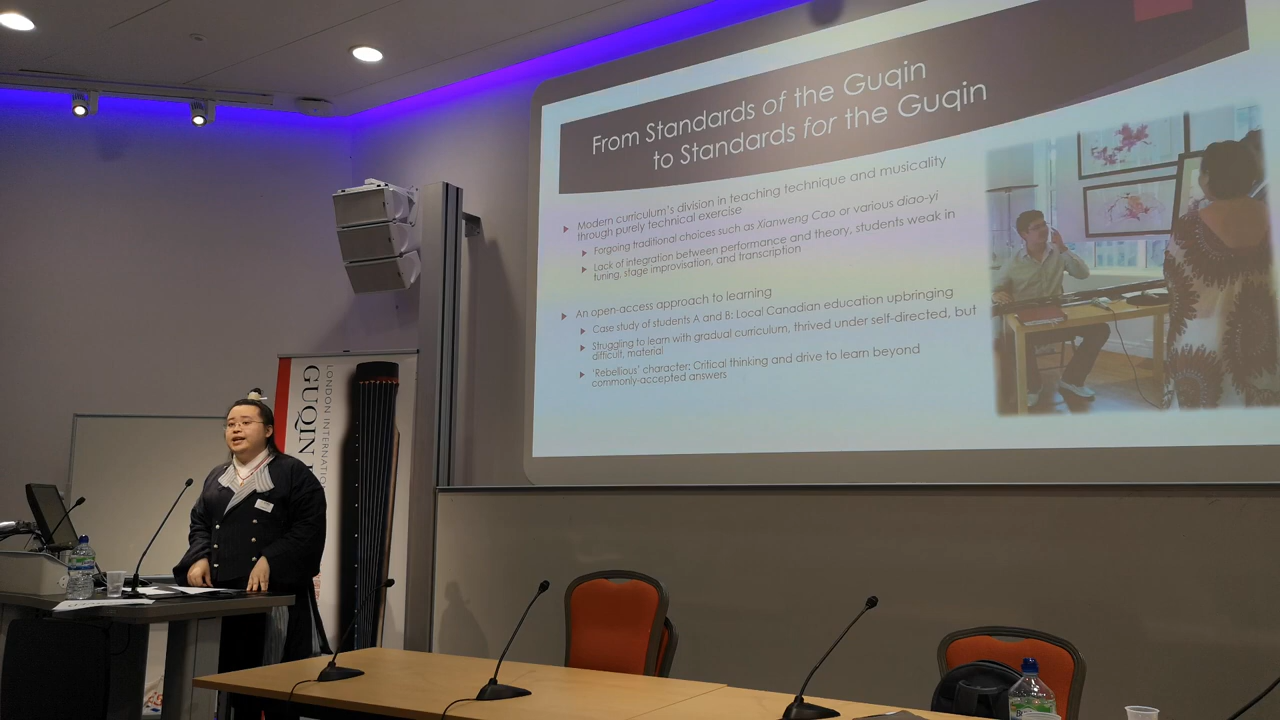 From Standards of the Guqin
to Standards for the Guqin
Modern curriculum's division in teaching technique and musicality
through purely technical exercise
Forgoing traditional choices such as Xianweng Cao or various diao-yi
Lack of integration between performance and theory, students weak in
tuning, stage improvisation, and transcription
An open-access approach to learning
Case study of students A and B: Local Canadian education upbringing
Struggling to learn with gradual curriculum, thrived under self-directed, but
difficult, material
'Rebellious' character: Critical thinking and drive to learn beyond
commonly-accepted answers
LONDON INTERNATIO
GUQIN